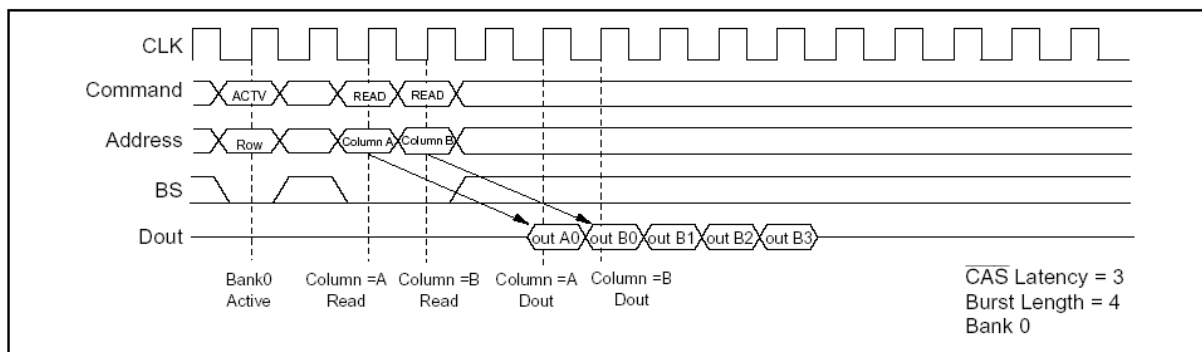 CLK
Command ACTV READ READ
Address Row Column A Column B
BS
Dout out A0 out B0 out B1 out B2 out B3
Bank0 Active
Column =A Read
Column =B Read
Column =A Dout
Column =B Dout
CAS Latency = 3
Burst Length = 4
Bank 0